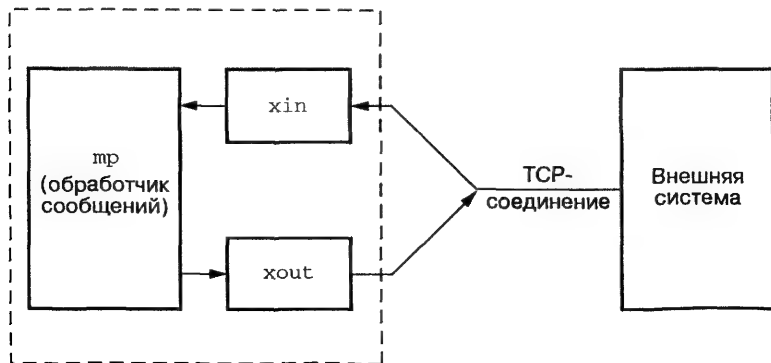 mp
(обработчик
сообщений)
xin
xout
TCP-
соединение
Внешняя
система